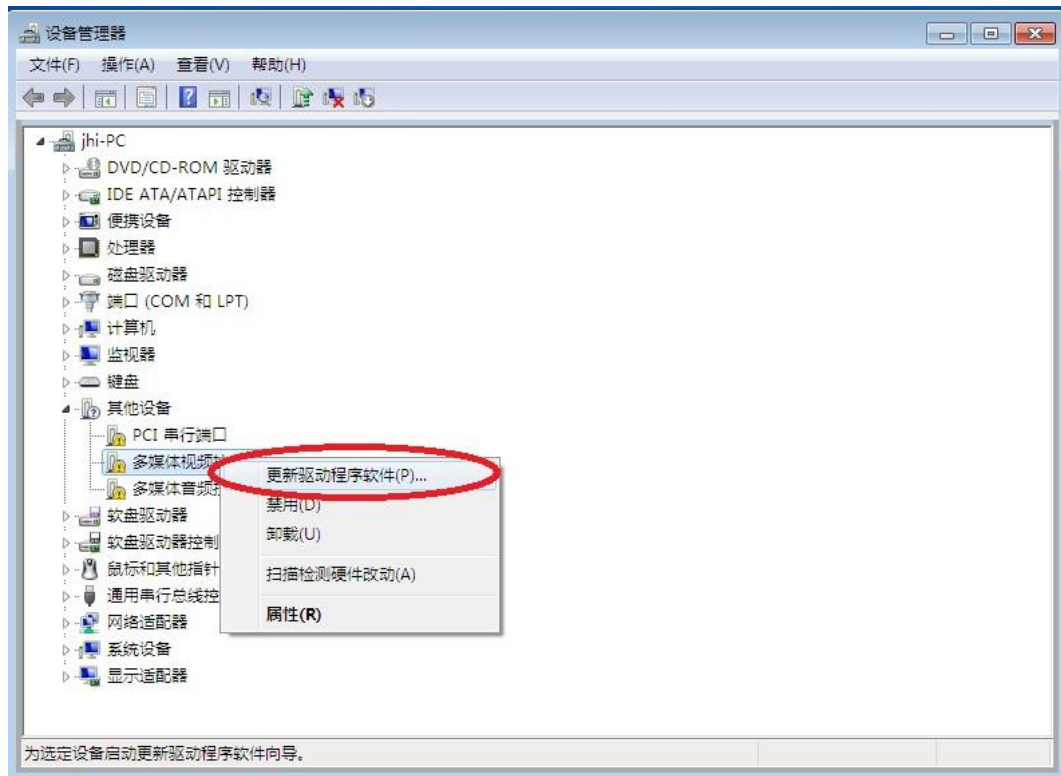 设备管理器
文件(F) 操作(A) 查看(V) 帮助(H)
jhi-PC
DVD/CD-ROM 驱动器
IDE ATA/ATAPI 控制器
便携设备
处理器
磁盘驱动器
端口 (COM 和 LPT)
计算机
监视器
键盘
其他设备
PCI 串行端口
多媒体视频
更新驱动程序软件(P)...
多媒体音频
禁用(D)
软盘驱动器
卸载(U)
软盘驱动器控制
鼠标和其他指针
扫描检测硬件改动(A)
通用串行总线控
属性(R)
网络适配器
系统设备
显示适配器
为选定设备启动更新驱动程序软件向导。